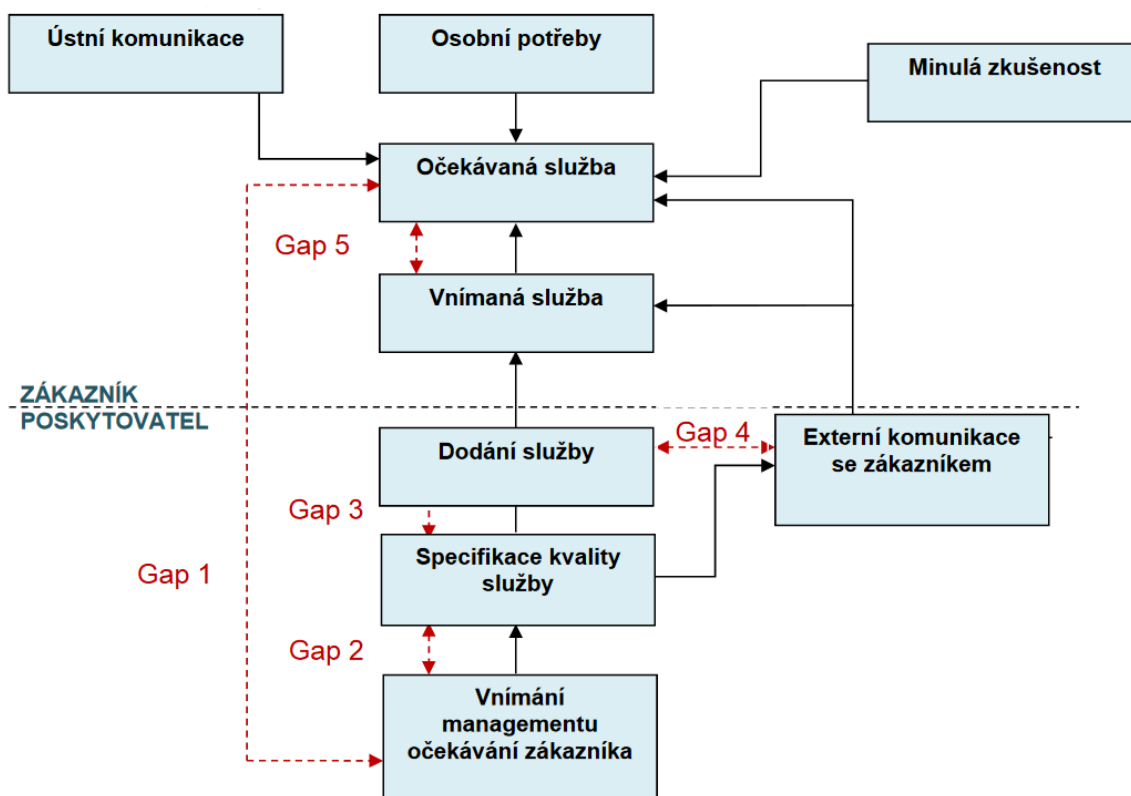 Ústní komunikace
Osobní potřeby
Minulá zkušenost
Očekávaná služba
Gap 5
Vnímaná služba
ZÁKAZNÍK
POSKYTOVATEL
Dodání služby
Gap 4
Externí komunikace
se zákazníkem
Gap 3
Specifikace kvality
služby
Gap 1
Gap 2
Vnímání
managementu
očekávání zákazníka